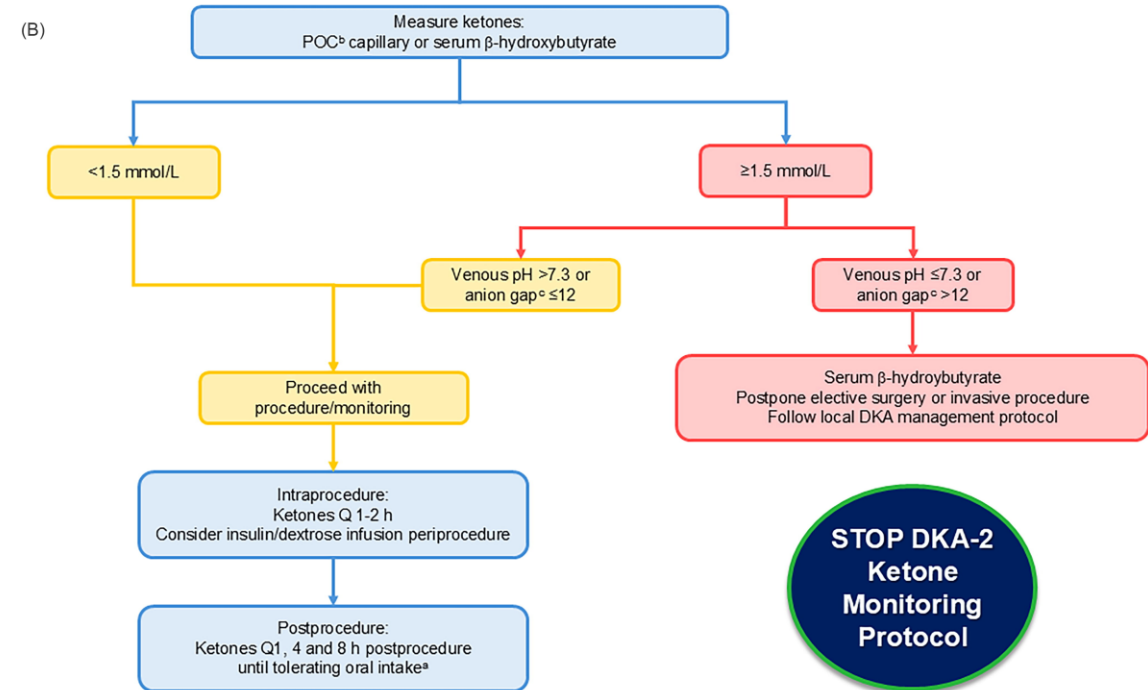 (B)
Measure ketones:
POCᵇ capillary or serum β-hydroxybutyrate
<1.5 mmol/L
≥1.5 mmol/L
Venous pH >7.3 or
anion gapᶜ ≤12
Venous pH ≤7.3 or
anion gapᶜ >12
Proceed with
procedure/monitoring
Serum β-hydroybutyrate
Postpone elective surgery or invasive procedure
Follow local DKA management protocol
Intraprocedure:
Ketones Q 1-2 h
Consider insulin/dextrose infusion periprocedure
Postprocedure:
Ketones Q1, 4 and 8 h postprocedure
until tolerating oral intakeᵃ
STOP DKA-2
Ketone
Monitoring
Protocol